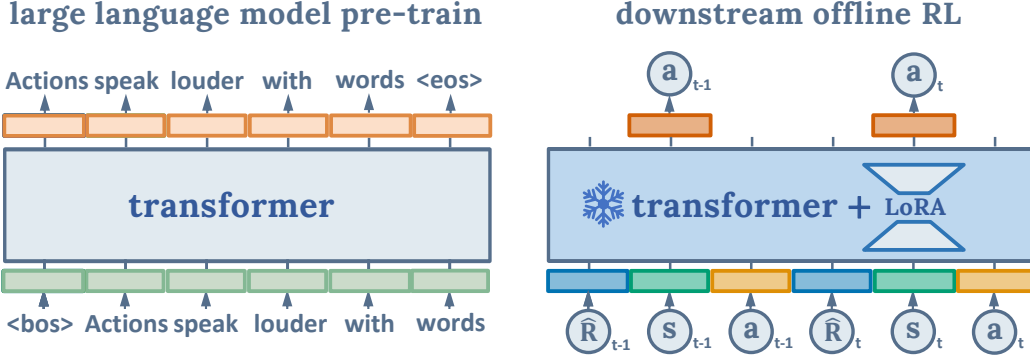 large language model pre-train
Actions speak louder with words <eos>
transformer
<bos> Actions speak louder with words
downstream offline RL
a t-1 a t
transformer + LoRA
R̂ t-1 s t-1 a t-1 R̂ t s t a t